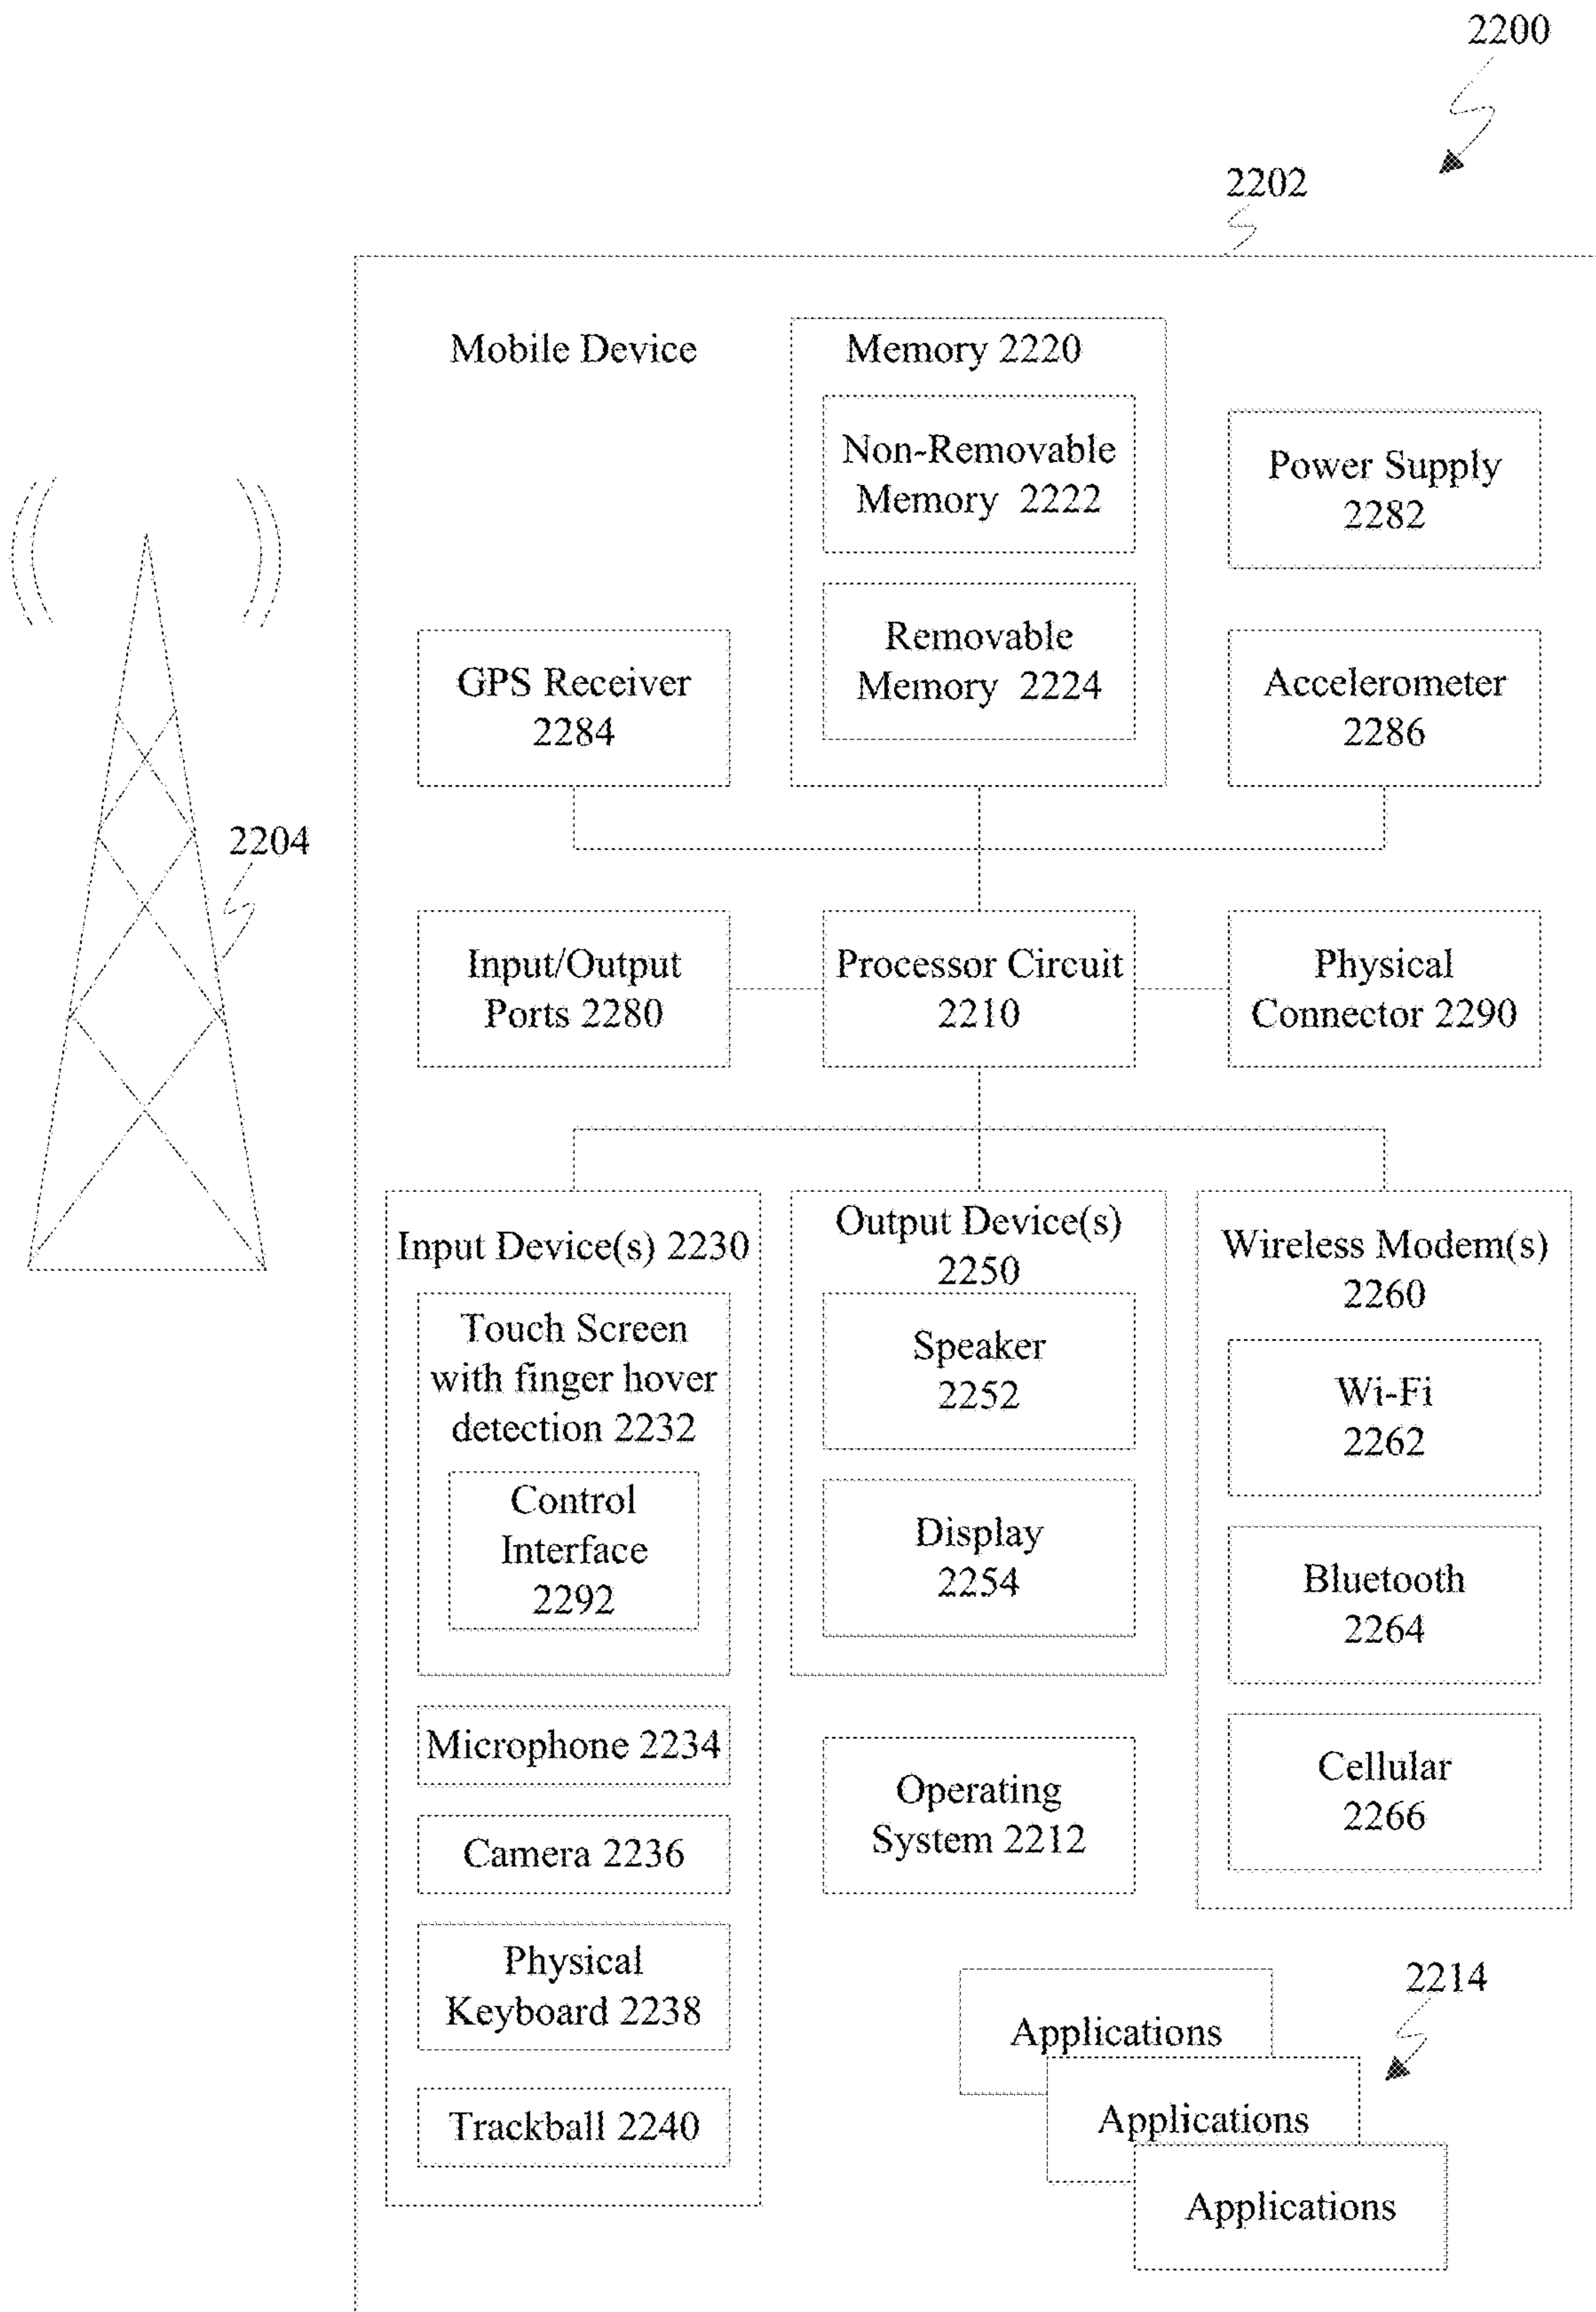 2200
2202
Mobile Device
Memory 2220
Non-Removable
Memory 2222
Removable
Memory 2224
Power Supply
2282
GPS Receiver
2284
Accelerometer
2286
2204
Input/Output
Ports 2280
Processor Circuit
2210
Physical
Connector 2290
Input Device(s) 2230
Touch Screen
with finger hover
detection 2232
Control
Interface
2292
Microphone 2234
Camera 2236
Physical
Keyboard 2238
Trackball 2240
Output Device(s)
2250
Speaker
2252
Display
2254
Operating
System 2212
Wireless Modem(s)
2260
Wi-Fi
2262
Bluetooth
2264
Cellular
2266
2214
Applications
Applications
Applications